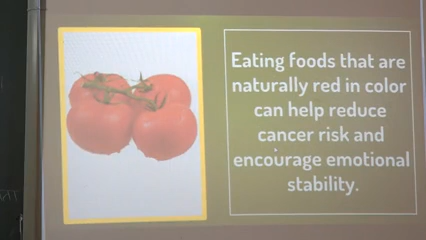 Eating foods that are
naturally red in color
can help reduce
cancer risk and
encourage emotional
stability.